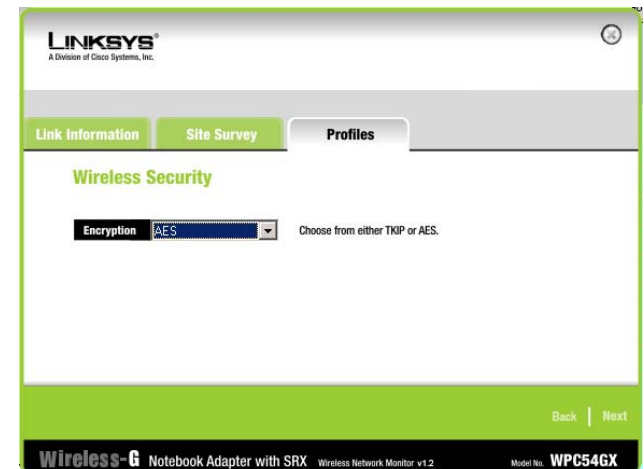 LINKSYS®
A Division of Cisco Systems, Inc.
Link Information
Site Survey
Profiles
Wireless Security
Encryption
AES
Choose from either TKIP or AES.
Back | Next
Wireless-G Notebook Adapter with SRX Wireless Network Monitor v1.2 Model No. WPC54GX